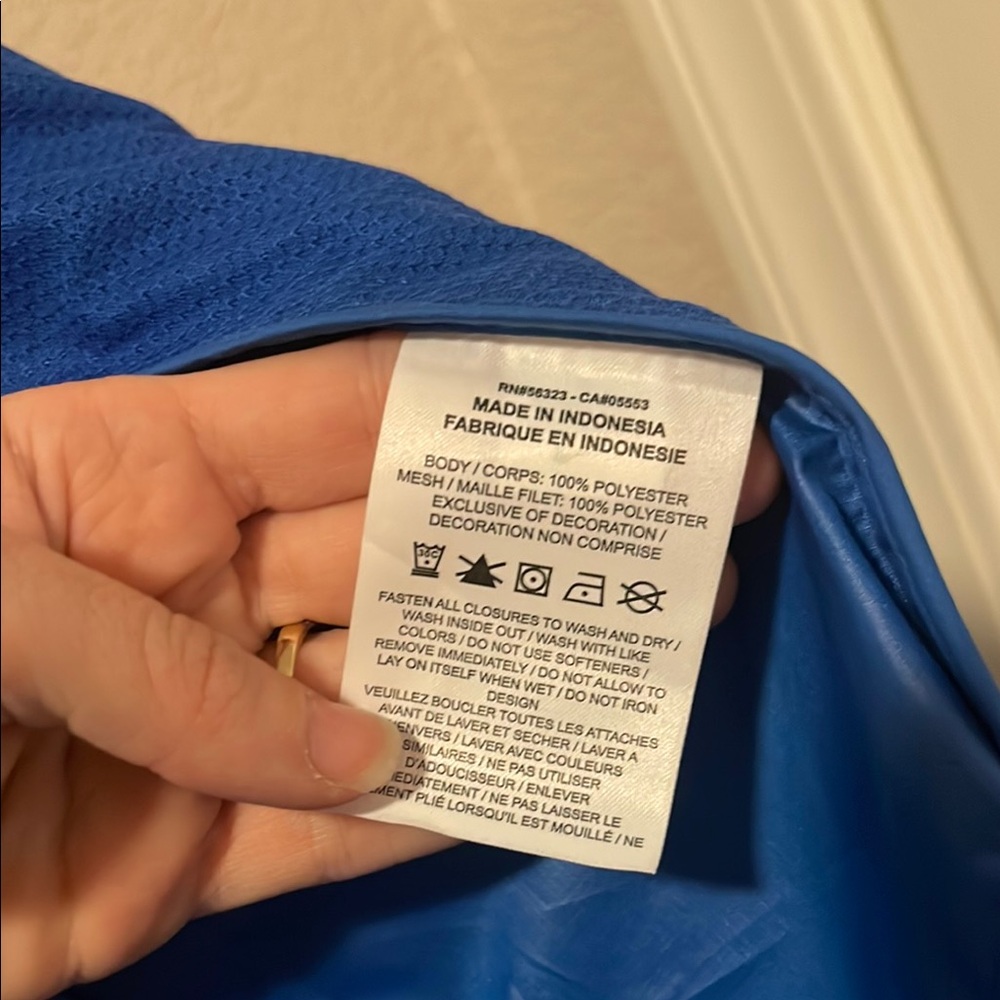 RN#56323 - CA#05553
MADE IN INDONESIA
FABRIQUE EN INDONESIE
BODY / CORPS: 100% POLYESTER
MESH / MAILLE FILET: 100% POLYESTER
EXCLUSIVE OF DECORATION /
DECORATION NON COMPRISE
30C
FASTEN ALL CLOSURES TO WASH AND DRY /
WASH INSIDE OUT / WASH WITH LIKE
COLORS / DO NOT USE SOFTENERS /
REMOVE IMMEDIATELY / DO NOT ALLOW TO
LAY ON ITSELF WHEN WET / DO NOT IRON
DESIGN
VEUILLEZ BOUCLER TOUTES LES ATTACHES
AVANT DE LAVER ET SECHER / LAVER A
/ LAVER AVEC COULEURS
SIMILAIRES / NE PAS UTILISER
D'ADOUCISSEUR / ENLEVER
/ NE PAS LAISSER LE
PLIÉ LORSQU'IL EST MOUILLÉ / NE